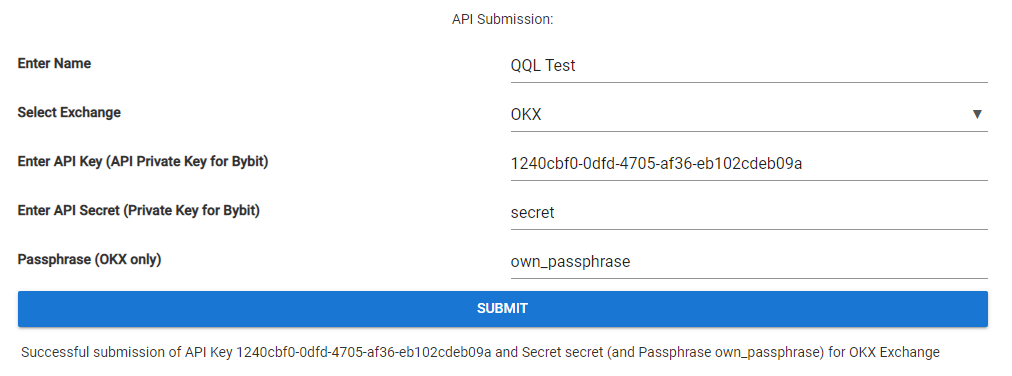 API Submission:
Enter Name
QQL Test
Select Exchange
OKX
Enter API Key (API Private Key for Bybit)
1240cbf0-0dfd-4705-af36-eb102cdeb09a
Enter API Secret (Private Key for Bybit)
secret
Passphrase (OKX only)
own_passphrase
SUBMIT
Successful submission of API Key 1240cbf0-0dfd-4705-af36-eb102cdeb09a and Secret secret (and Passphrase own_passphrase) for OKX Exchange